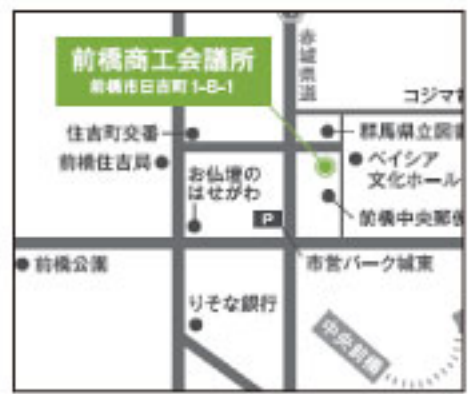 前橋商工会議所
前橋市日吉町1-8-1
赤城県道
コジマ
住吉町交番
群馬県立図書
前橋住吉局
ベイシア
文化ホール
お仏壇の
はせがわ
前橋中央郵便
P
前橋公園
市営パーク城東
りそな銀行
中央前橋